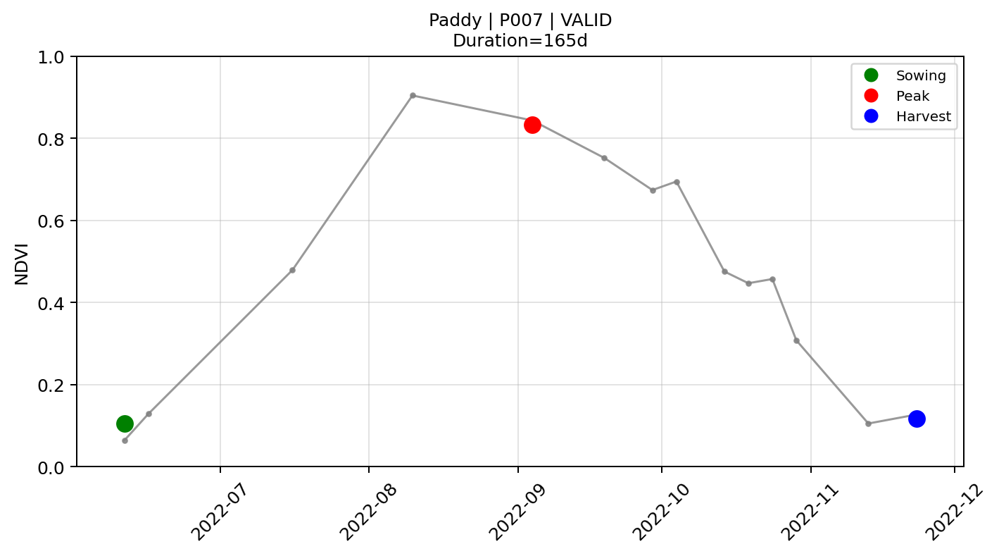 Paddy | P007 | VALID
Duration=165d
1.0
0.8
0.6
0.4
0.2
0.0
NDVI
Sowing
Peak
Harvest
2022-07
2022-08
2022-09
2022-10
2022-11
2022-12